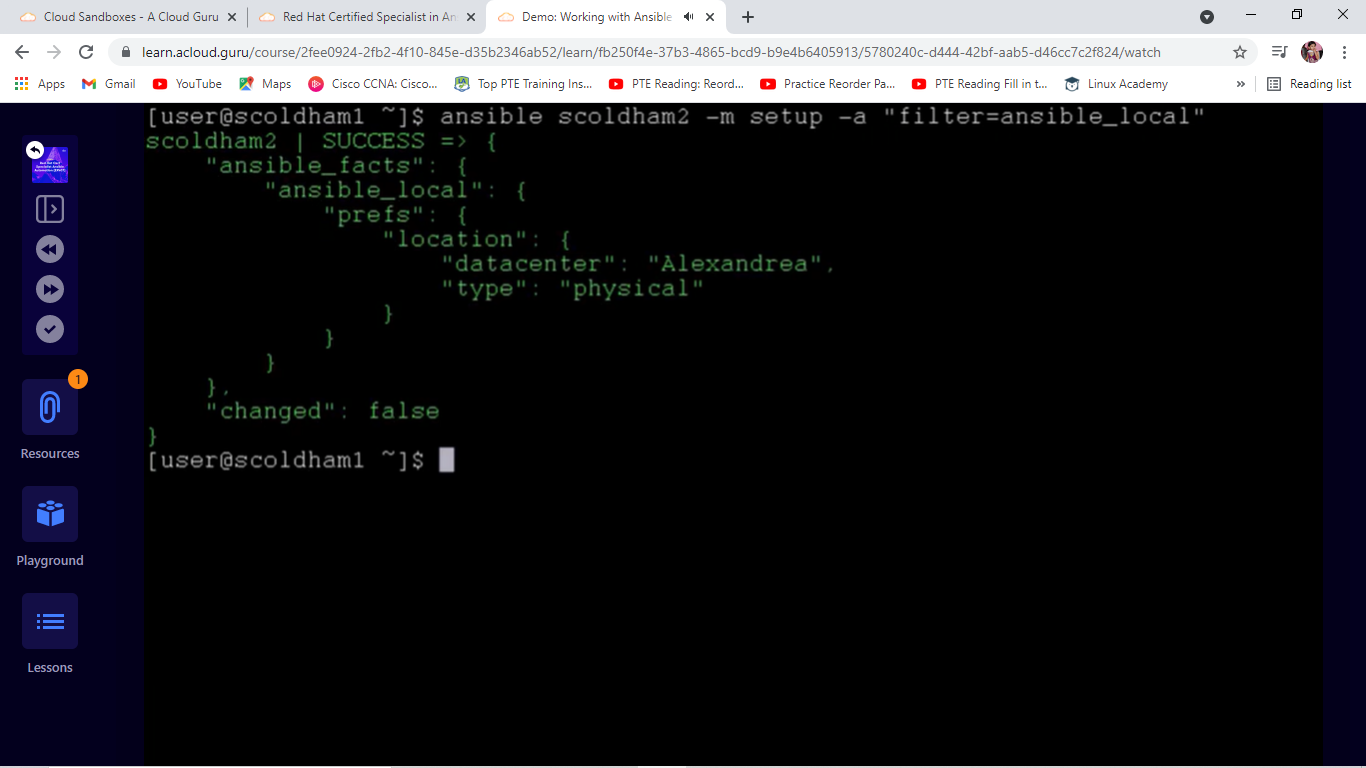 Cloud Sandboxes - A Cloud Guru
Red Hat Certified Specialist in An
Demo: Working with Ansible
learn.acloud.guru/course/2fee0924-2fb2-4f10-845e-d35b2346ab52/learn/fb250f4e-37b3-4865-bcd9-b9e4b6405913/5780240c-d444-42bf-aab5-d46cc7c2f824/watch
Apps
Gmail
YouTube
Maps
Cisco CCNA: Cisco...
Top PTE Training Ins...
PTE Reading: Reord...
Practice Reorder Pa...
PTE Reading Fill in t...
Linux Academy
»
Reading list
[user@scoldham1 ~]$ ansible scoldham2 -m setup -a "filter=ansible_local"
scoldham2 | SUCCESS => {
"ansible_facts": {
"ansible_local": {
"prefs": {
"location": {
"datacenter": "Alexandrea",
"type": "physical"
}
}
}
},
"changed": false
}
[user@scoldham1 ~]$
1
Resources
Playground
Lessons